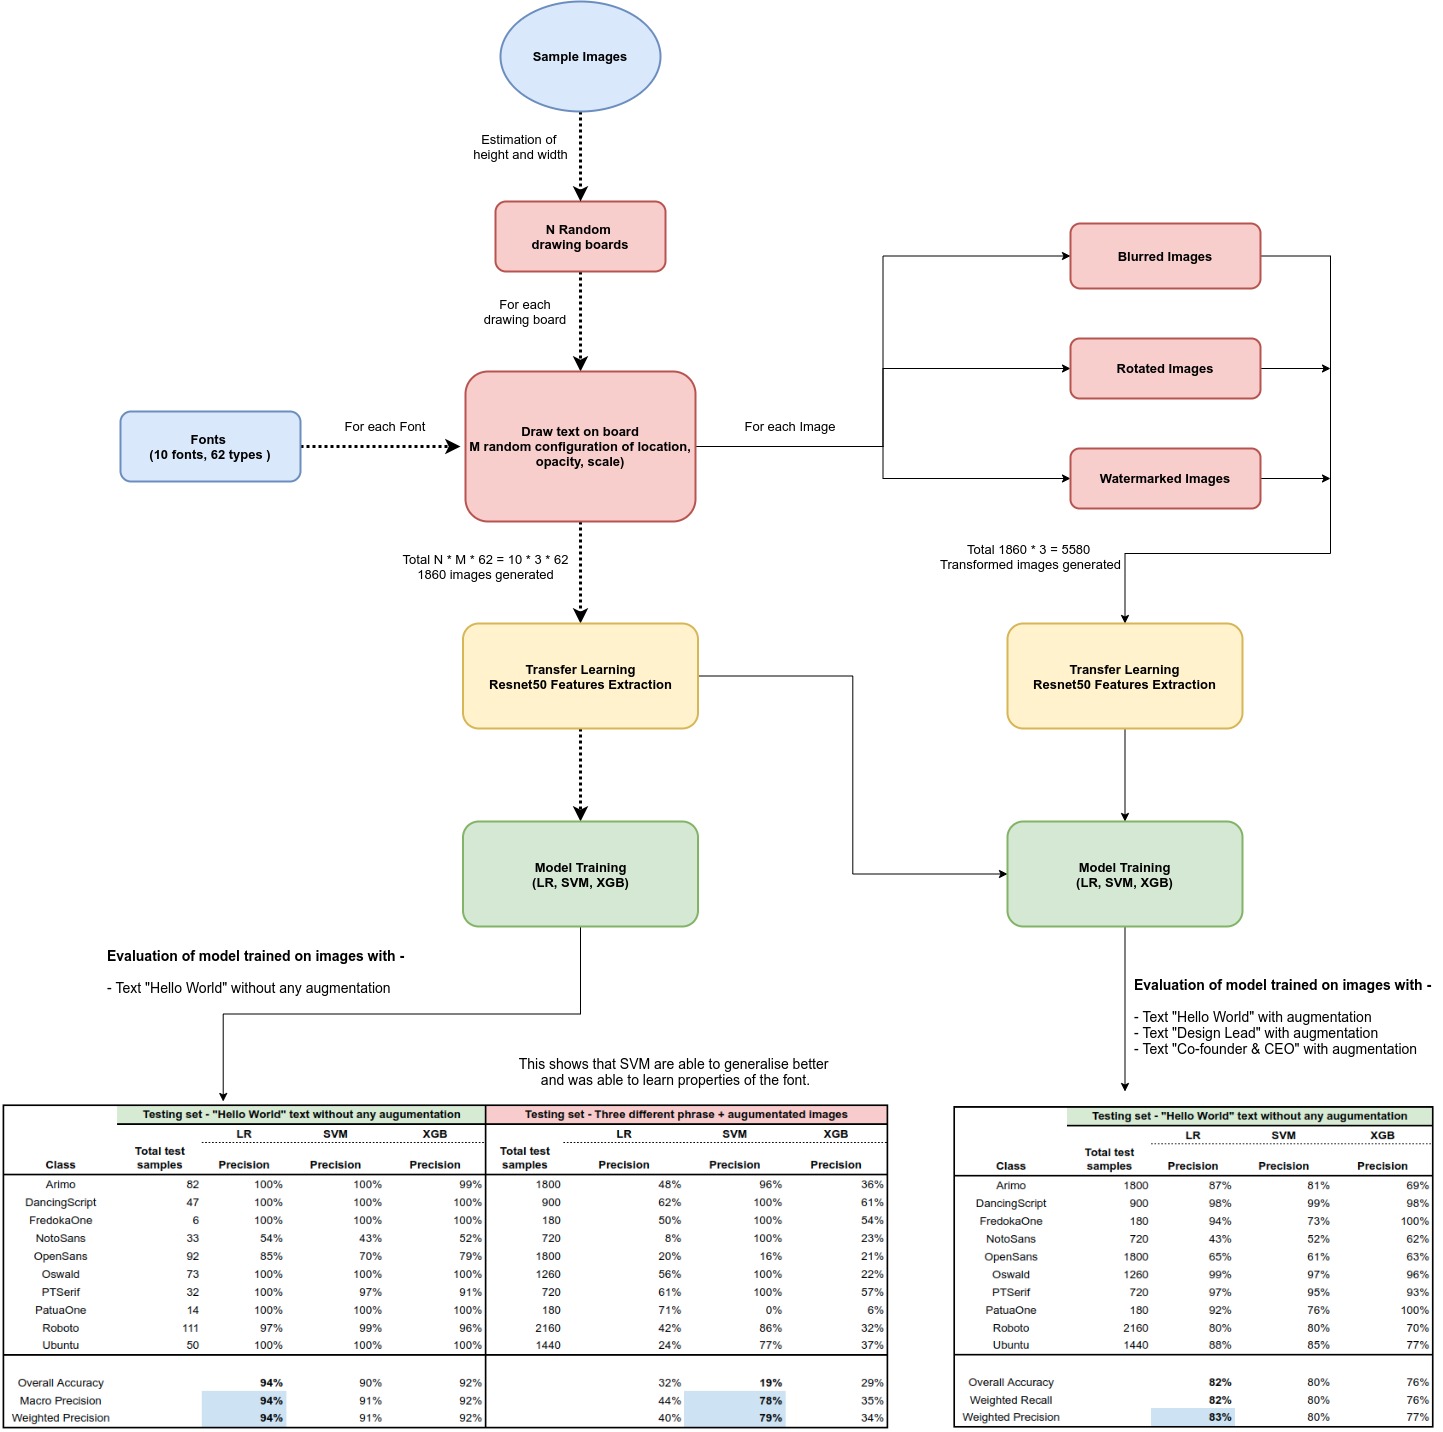 Sample Images
Estimation of
height and width
N Random
drawing boards
For each
drawing board
Fonts
(10 fonts, 62 types )
For each Font
Draw text on board
M random configuration of location,
opacity, scale)
For each Image
Blurred Images
Rotated Images
Watermarked Images
Total N * M * 62 = 10 * 3 * 62
1860 images generated
Total 1860 * 3 = 5580
Transformed images generated
Transfer Learning
Resnet50 Features Extraction
Transfer Learning
Resnet50 Features Extraction
Model Training
(LR, SVM, XGB)
Model Training
(LR, SVM, XGB)
Evaluation of model trained on images with -
- Text "Hello World" without any augmentation
Evaluation of model trained on images with -
- Text "Hello World" with augmentation
- Text "Design Lead" with augmentation
- Text "Co-founder & CEO" with augmentation
This shows that SVM are able to generalise better
and was able to learn properties of the font.
Testing set - "Hello World" text without any augumentation Testing set - Three different phrase + augumentated images
LR SVM XGB LR SVM XGB
Class Total test samples Precision Precision Precision Total test samples Precision Precision Precision
Arimo 82 100% 100% 99% 1800 48% 96% 36%
DancingScript 47 100% 100% 100% 900 62% 100% 61%
FredokaOne 6 100% 100% 100% 180 50% 100% 54%
NotoSans 33 54% 43% 52% 720 8% 100% 23%
OpenSans 92 85% 70% 79% 1800 20% 16% 21%
Oswald 73 100% 100% 100% 1260 56% 100% 22%
PTSerif 32 100% 97% 91% 720 61% 100% 57%
PatuaOne 14 100% 100% 100% 180 71% 0% 6%
Roboto 111 97% 99% 96% 2160 42% 86% 32%
Ubuntu 50 100% 100% 100% 1440 24% 77% 37%
Overall Accuracy 94% 90% 92% 32% 19% 29%
Macro Precision 94% 91% 92% 44% 78% 35%
Weighted Precision 94% 91% 92% 40% 79% 34%
Testing set - "Hello World" text without any augumentation
LR SVM XGB
Class Total test samples Precision Precision Precision
Arimo 1800 87% 81% 69%
DancingScript 900 98% 99% 98%
FredokaOne 180 94% 73% 100%
NotoSans 720 43% 52% 62%
OpenSans 1800 65% 61% 63%
Oswald 1260 99% 97% 96%
PTSerif 720 97% 95% 93%
PatuaOne 180 92% 76% 100%
Roboto 2160 80% 80% 70%
Ubuntu 1440 88% 85% 77%
Overall Accuracy 82% 80% 76%
Weighted Recall 82% 80% 76%
Weighted Precision 83% 80% 77%